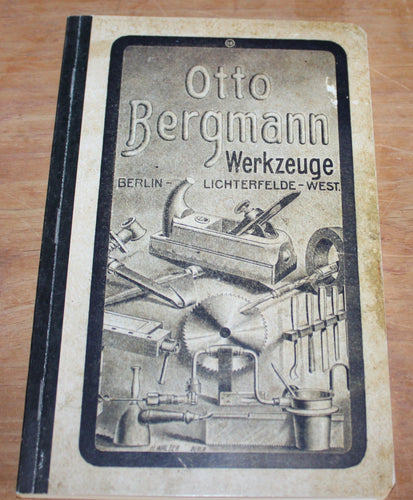 Otto
Bergmann
Werkzeuge
BERLIN - LICHTERFELDE - WEST.